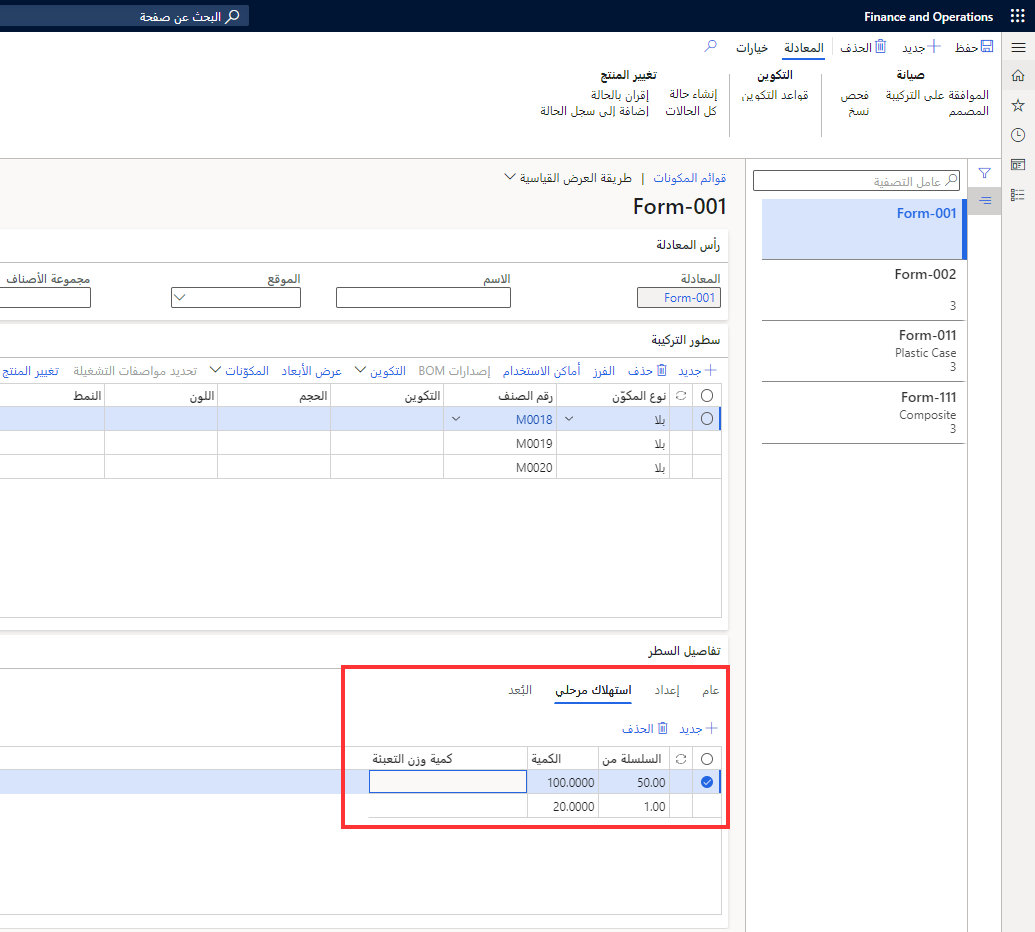 Finance and Operations
البحث عن صفحة
حفظ
جديد
الحذف
المعادلة
خيارات
صيانة
الموافقة على التركيبة
فحص
المصمم
نسخ
التكوين
قواعد التكوين
تغيير المنتج
إنشاء حالة
إقران بالحالة
كل الحالات
إضافة إلى سجل الحالة
عامل التصفية
Form-001
Form-002
3
Form-011
Plastic Case
3
Form-111
Composite
3
قوائم المكونات | طريقة العرض القياسية
Form-001
رأس المعادلة
المعادلة
الاسم
الموقع
مجموعة الأصناف
Form-001
سطور التركيبة
جديد
حذف
الفرز
أماكن الاستخدام
إصدارات BOM
التكوين
عرض الأبعاد
المكوّنات
تحديد مواصفات التشغيلة
تغيير المنتج
نوع المكوّن
رقم الصنف
التكوين
الحجم
اللون
النمط
بلا M0018
بلا M0019
بلا M0020
تفاصيل السطر
عام
إعداد
استهلاك مرحلي
البُعد
جديد
الحذف
السلسلة من
الكمية
كمية وزن التعبئة
50.00 100.0000
1.00 20.0000